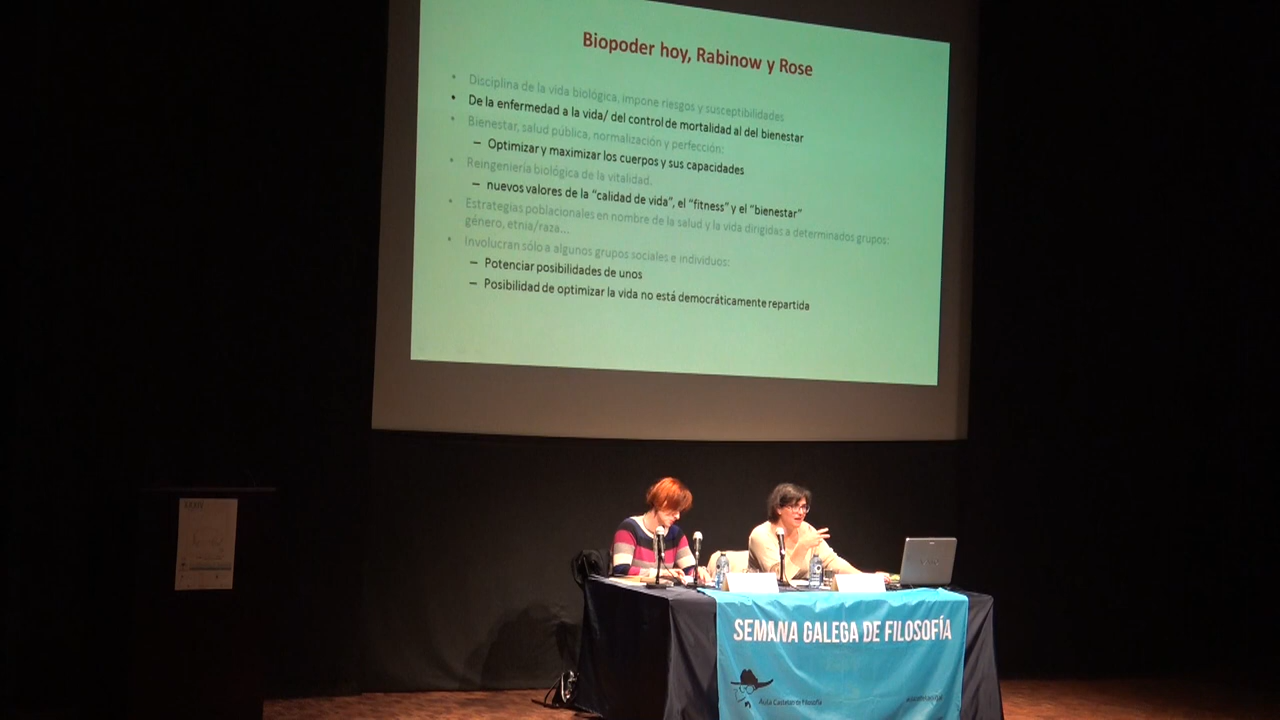 Biopoder hoy, Rabinow y Rose
• Disciplina de la vida biológica, impone riesgos y susceptibilidades
• De la enfermedad a la vida/ del control de mortalidad al del bienestar
• Bienestar, salud pública, normalización y perfección:
– Optimizar y maximizar los cuerpos y sus capacidades
• Reingeniería biológica de la vitalidad.
– nuevos valores de la "calidad de vida", el "fitness" y el "bienestar"
• Estrategias poblacionales en nombre de la salud y la vida dirigidas a determinados grupos:
género, etnia/raza...
• Involucran sólo a algunos grupos sociales e individuos:
– Potenciar posibilidades de unos
– Posibilidad de optimizar la vida no está democráticamente repartida
SEMANA GALEGA DE FILOSOFÍA
Aula Castelao de Filosofía